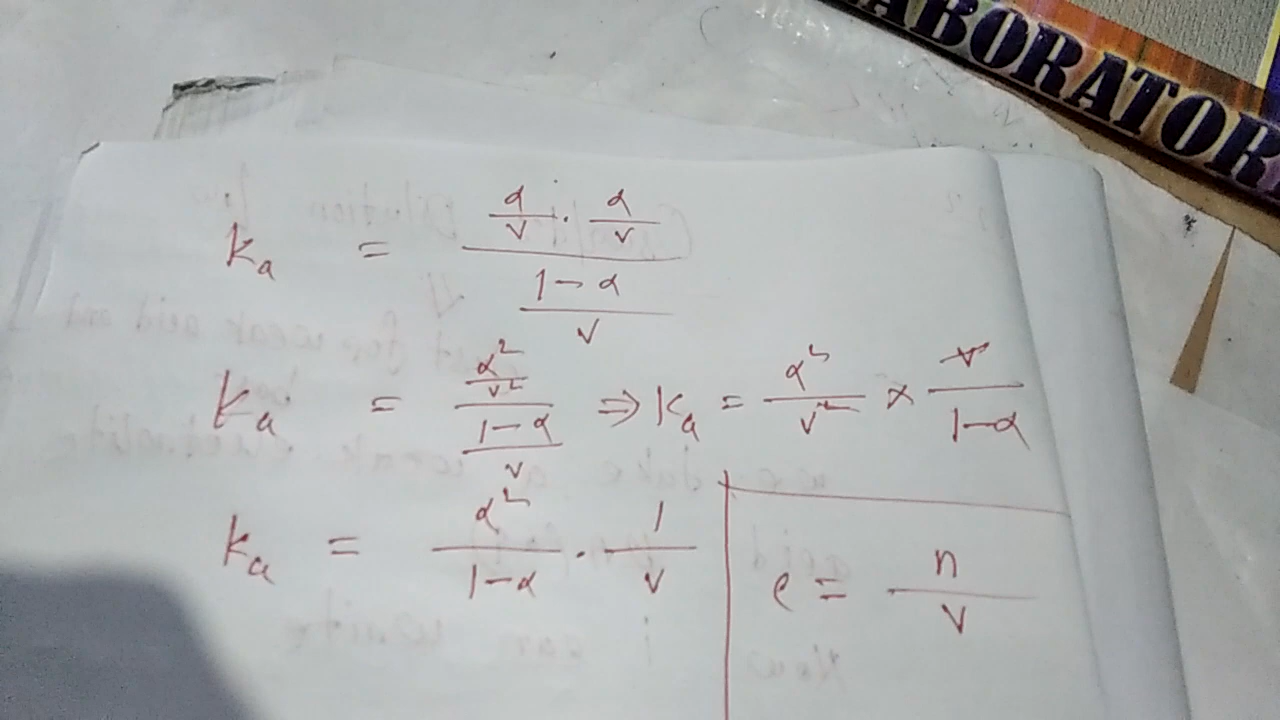 ABORATOR
Ka = (α/v · α/v) / ((1-α)/v)
Ka = (α²/v²) / ((1-α)/v) ⇒ Ka = α²/v² × v/(1-α)
Ka = α²/(1-α) · 1/v
c = n/v